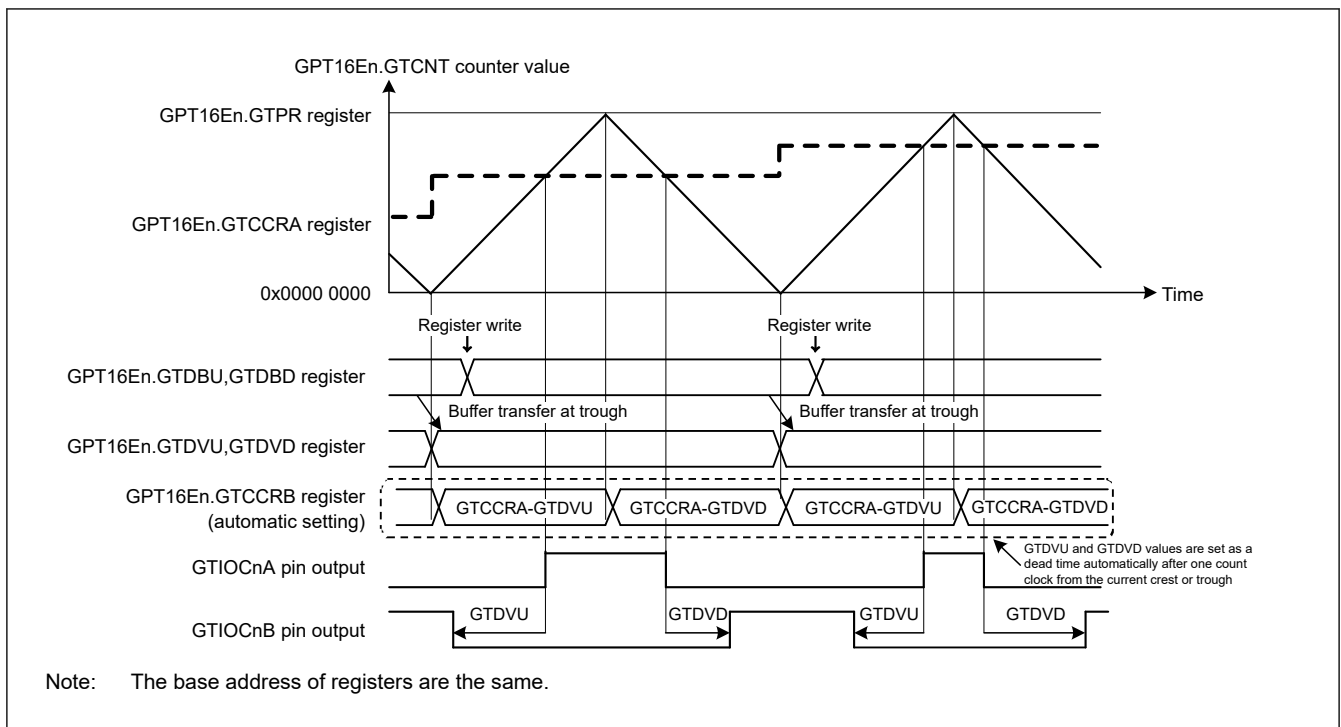 GPT16En.GTCNT counter value
GPT16En.GTPR register
GPT16En.GTCCRA register
0x0000 0000
Time
Register write
Register write
GPT16En.GTDBU,GTDBD register
Buffer transfer at trough
Buffer transfer at trough
GPT16En.GTDVU,GTDVD register
GPT16En.GTCCRB register
(automatic setting)
GTCCRA-GTDVU
GTCCRA-GTDVD
GTCCRA-GTDVU
GTCCRA-GTDVD
GTDVU and GTDVD values are set as a
dead time automatically after one count
clock from the current crest or trough
GTIOCnA pin output
GTDVU
GTDVD
GTDVU
GTDVD
GTIOCnB pin output
Note: The base address of registers are the same.